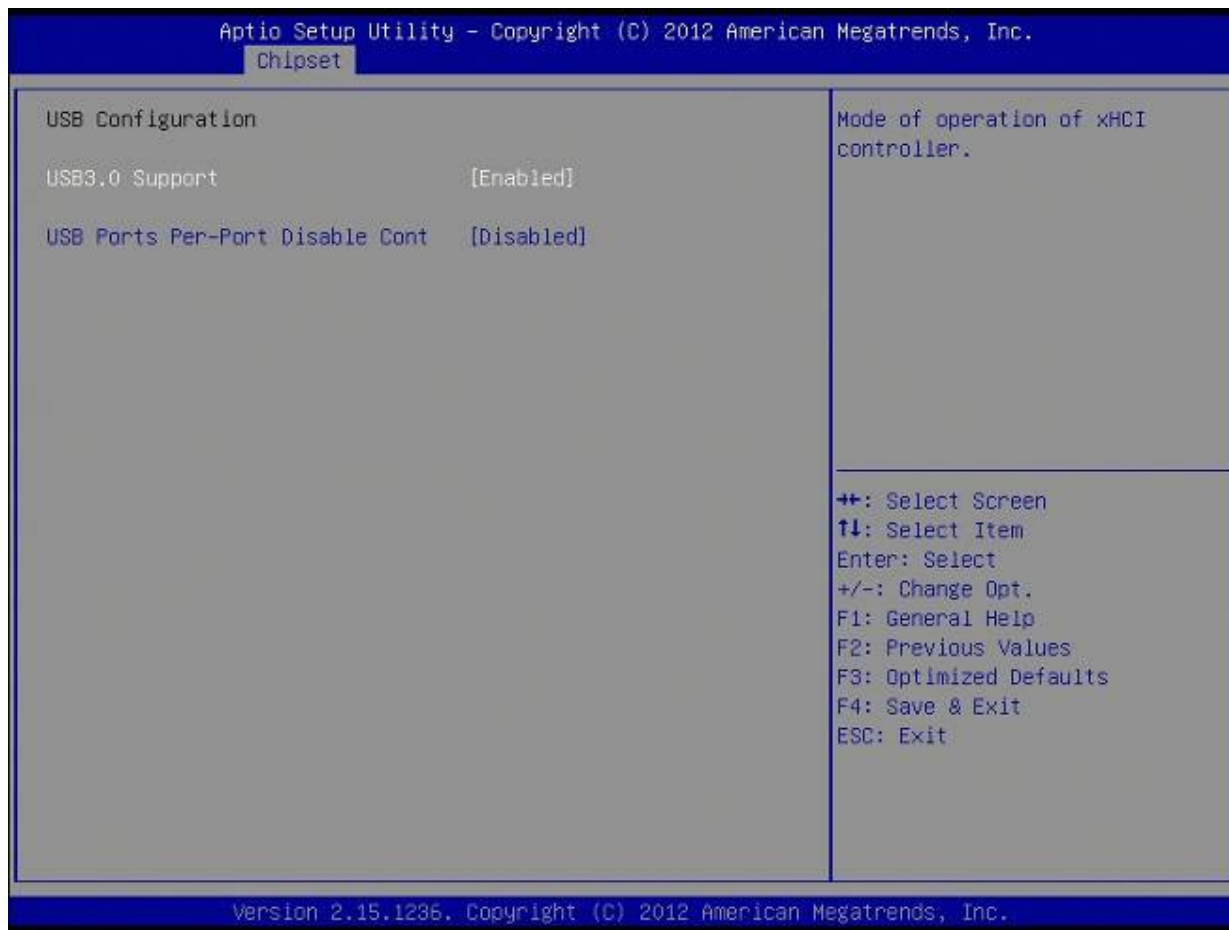 Aptio Setup Utility – Copyright (C) 2012 American Megatrends, Inc.
Chipset
USB Configuration
USB3.0 Support [Enabled]
USB Ports Per-Port Disable Cont [Disabled]
Mode of operation of xHCI
controller.
→←: Select Screen
↑↓: Select Item
Enter: Select
+/-: Change Opt.
F1: General Help
F2: Previous Values
F3: Optimized Defaults
F4: Save & Exit
ESC: Exit
Version 2.15.1236. Copyright (C) 2012 American Megatrends, Inc.